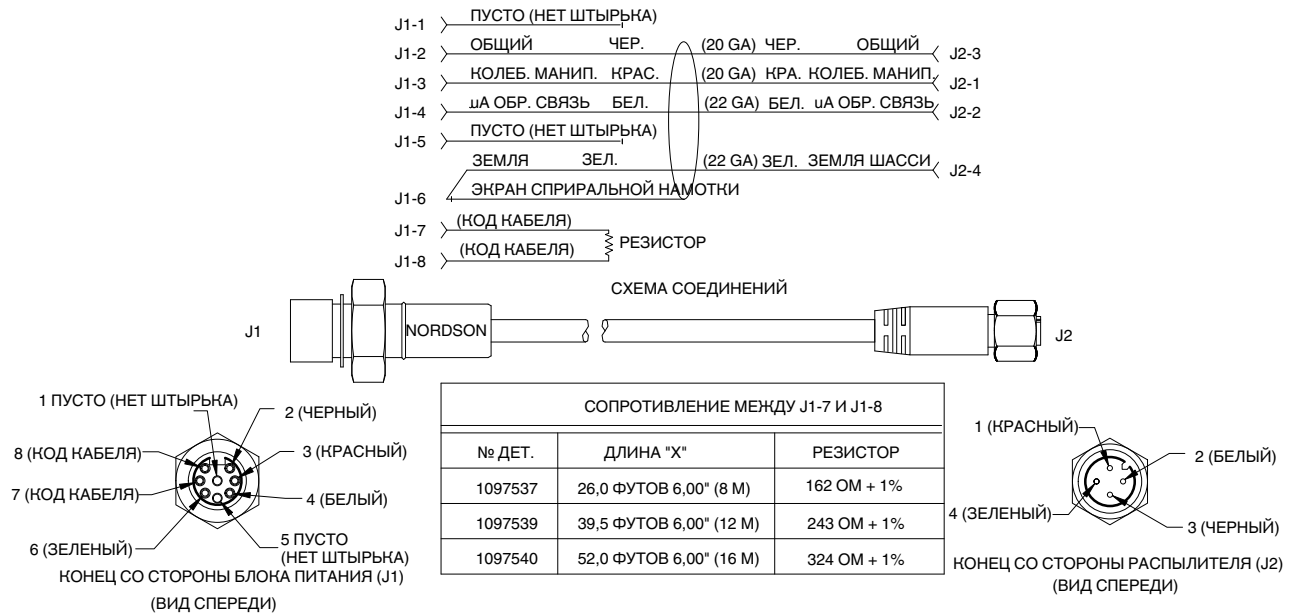 J1-1 ПУСТО (НЕТ ШТЫРЬКА)
J1-2 ОБЩИЙ ЧЕР. (20 GA) ЧЕР. ОБЩИЙ J2-3
J1-3 КОЛЕБ. МАНИП. КРАС. (20 GA) КРА. КОЛЕБ. МАНИП. J2-1
J1-4 uA ОБР. СВЯЗЬ БЕЛ. (22 GA) БЕЛ. uA ОБР. СВЯЗЬ J2-2
J1-5 ПУСТО (НЕТ ШТЫРЬКА)
ЗЕМЛЯ ЗЕЛ. (22 GA) ЗЕЛ. ЗЕМЛЯ ШАССИ J2-4
J1-6 ЭКРАН СПРИРАЛЬНОЙ НАМОТКИ
J1-7 (КОД КАБЕЛЯ)
РЕЗИСТОР
J1-8 (КОД КАБЕЛЯ)
СХЕМА СОЕДИНЕНИЙ
J1 NORDSON J2
1 ПУСТО (НЕТ ШТЫРЬКА)
2 (ЧЕРНЫЙ)
8 (КОД КАБЕЛЯ)
3 (КРАСНЫЙ)
7 (КОД КАБЕЛЯ)
4 (БЕЛЫЙ)
6 (ЗЕЛЕНЫЙ)
5 ПУСТО
(НЕТ ШТЫРЬКА)
КОНЕЦ СО СТОРОНЫ БЛОКА ПИТАНИЯ (J1)
(ВИД СПЕРЕДИ)
СОПРОТИВЛЕНИЕ МЕЖДУ J1-7 И J1-8
№ ДЕТ. ДЛИНА "X" РЕЗИСТОР
1097537 26,0 ФУТОВ 6,00" (8 М) 162 ОМ + 1%
1097539 39,5 ФУТОВ 6,00" (12 М) 243 ОМ + 1%
1097540 52,0 ФУТОВ 6,00" (16 М) 324 ОМ + 1%
1 (КРАСНЫЙ)
2 (БЕЛЫЙ)
4 (ЗЕЛЕНЫЙ)
3 (ЧЕРНЫЙ)
КОНЕЦ СО СТОРОНЫ РАСПЫЛИТЕЛЯ (J2)
(ВИД СПЕРЕДИ)